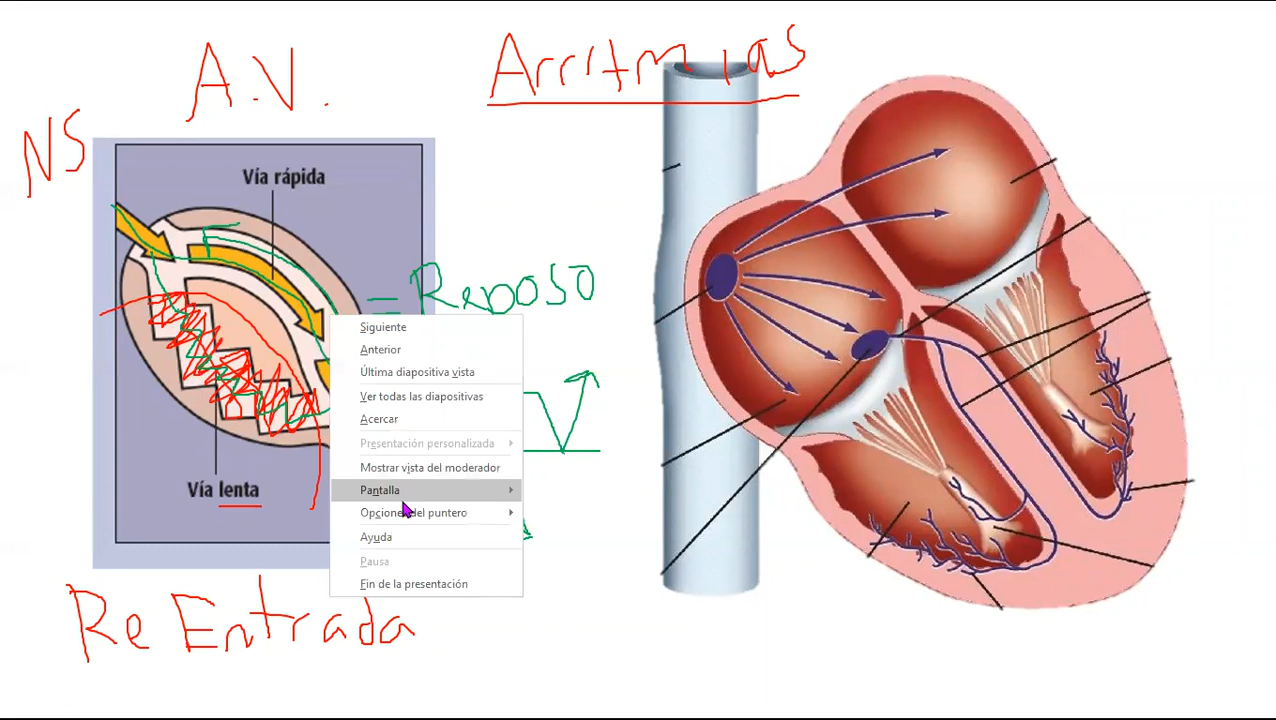 A.V.
Arritmias
NS
Vía rápida
= Reposo
Siguiente
Anterior
Última diapositiva vista
Ver todas las diapositivas
Acercar
Presentación personalizada
Mostrar vista del moderador
Pantalla
Opciones del puntero
Ayuda
Pausa
Fin de la presentación
Vía lenta
Re Entrada